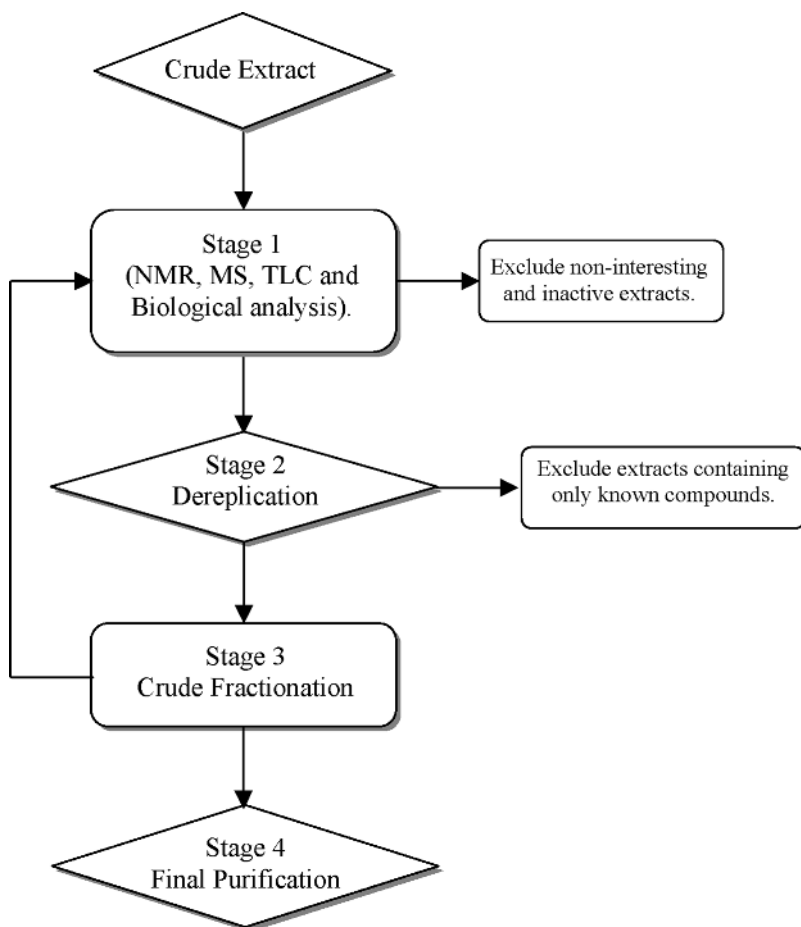 Crude Extract
Stage 1
(NMR, MS, TLC and
Biological analysis).
Exclude non-interesting
and inactive extracts.
Stage 2
Dereplication
Exclude extracts containing
only known compounds.
Stage 3
Crude Fractionation
Stage 4
Final Purification